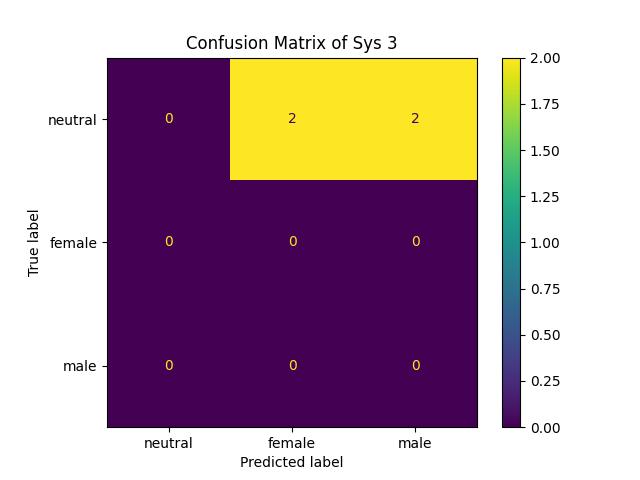 Confusion Matrix of Sys 3
True label
neutral 0 2 2
female 0 0 0
male 0 0 0
neutral female male
Predicted label
2.00
1.75
1.50
1.25
1.00
0.75
0.50
0.25
0.00